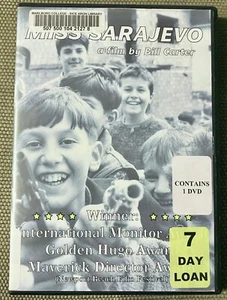 MISS SARAJEVO
a film by Bill Carter
CONTAINS
1 DVD
Winner:
International Monitor
Golden Hugo Awar
Maverick Director Aw
7
DAY
LOAN